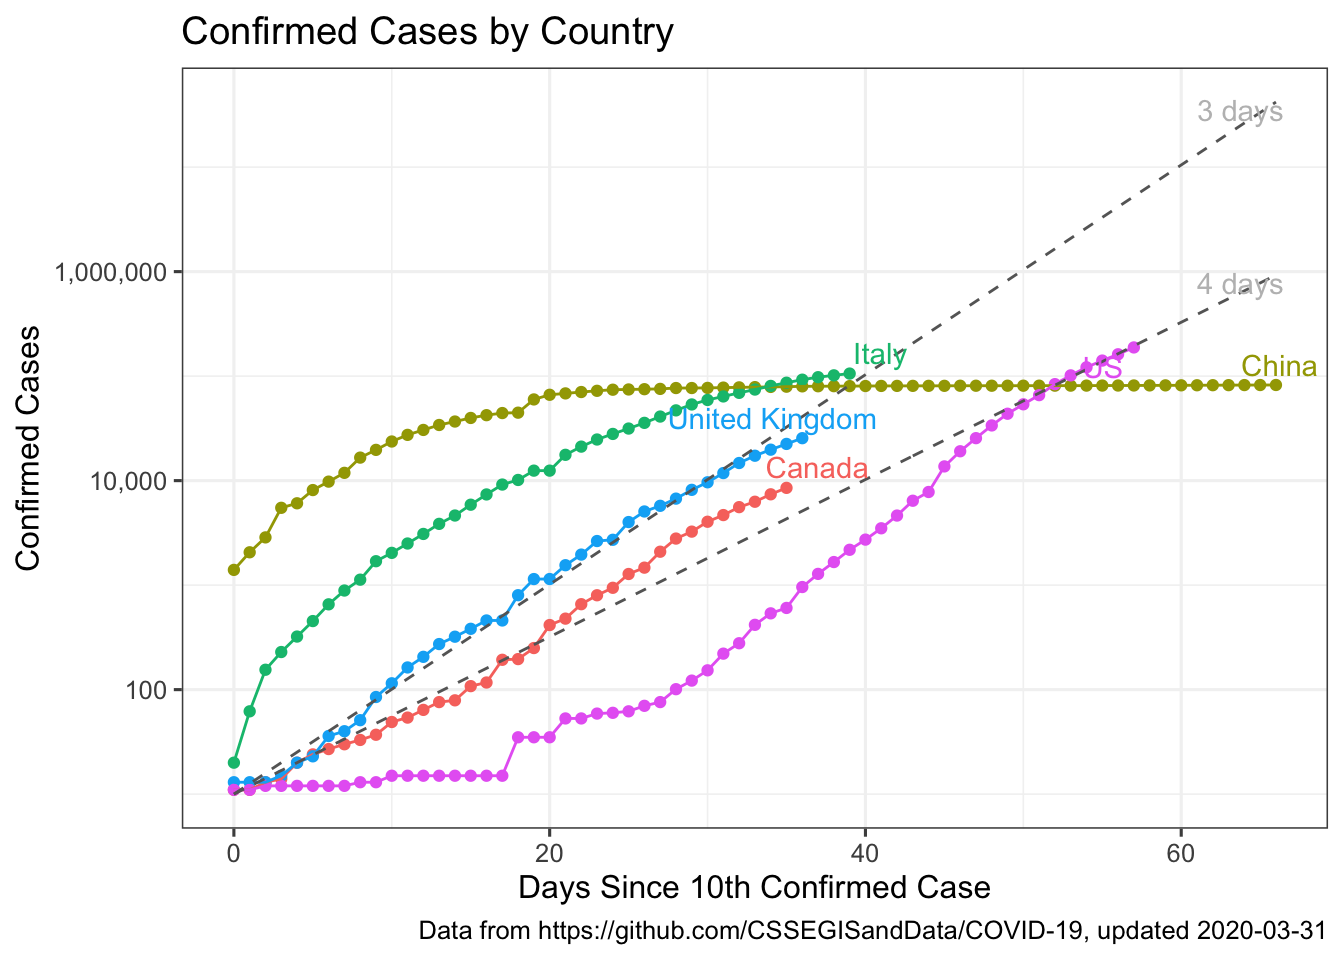 Confirmed Cases by Country
3 days
1,000,000
4 days
Italy
US
China
United Kingdom
Canada
10,000
100
Confirmed Cases
0 20 40 60
Days Since 10th Confirmed Case
Data from https://github.com/CSSEGISandData/COVID-19, updated 2020-03-31